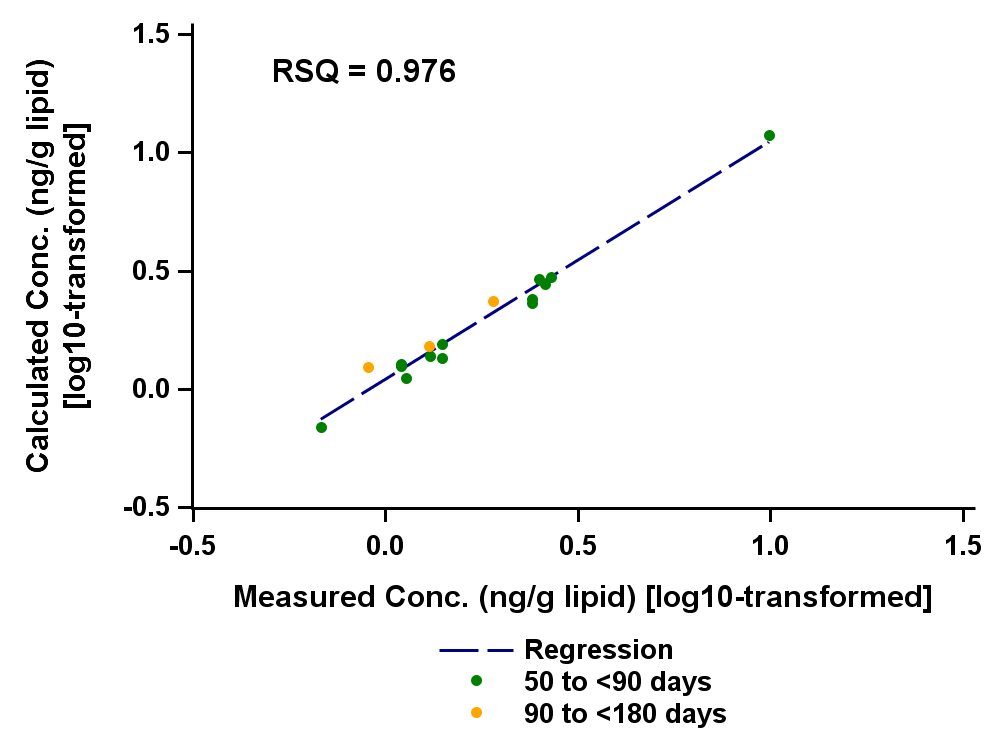 RSQ = 0.976
Calculated Conc. (ng/g lipid)
[log10-transformed]
1.5
1.0
0.5
0.0
-0.5
-0.5
0.0
0.5
1.0
1.5
Measured Conc. (ng/g lipid) [log10-transformed]
Regression
50 to <90 days
90 to <180 days